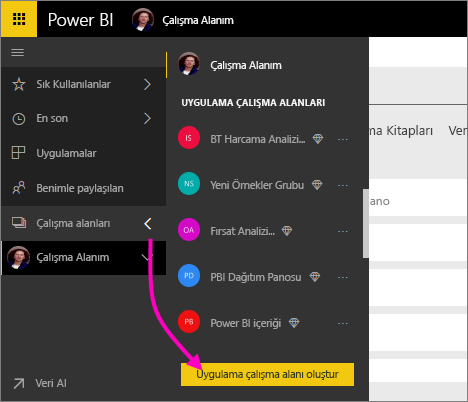 Power BI
Çalışma Alanım
Sık Kullanılanlar
En son
Uygulamalar
Benimle paylaşılan
Çalışma alanları
Çalışma Alanım
Veri Al
Çalışma Alanım
UYGULAMA ÇALIŞMA ALANLARI
IS BT Harcama Analizi... ...
NS Yeni Örnekler Grubu ...
OA Fırsat Analizi... ...
PD PBI Dağıtım Panosu ...
PB Power BI içeriği ...
Uygulama çalışma alanı oluştur
ma Kitapları Ver
ano